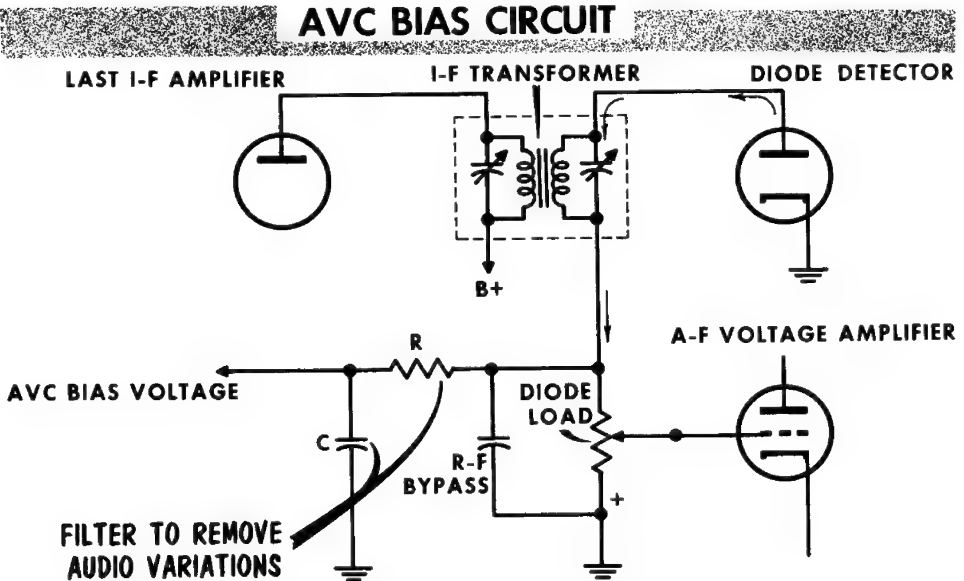 AVC BIAS CIRCUIT
LAST I-F AMPLIFIER
I-F TRANSFORMER
DIODE DETECTOR
B+
A-F VOLTAGE AMPLIFIER
R
AVC BIAS VOLTAGE
DIODE
LOAD
C
R-F
BYPASS
+
FILTER TO REMOVE
AUDIO VARIATIONS